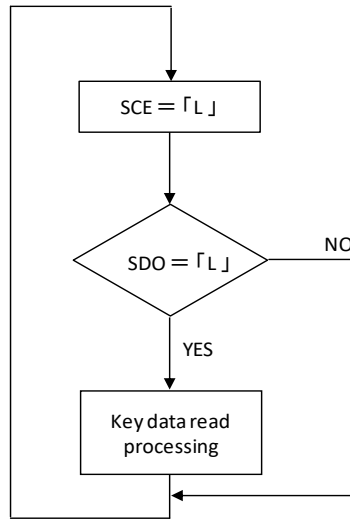 SCE＝「L」
SDO＝「L」
NO
YES
Key data read
processing